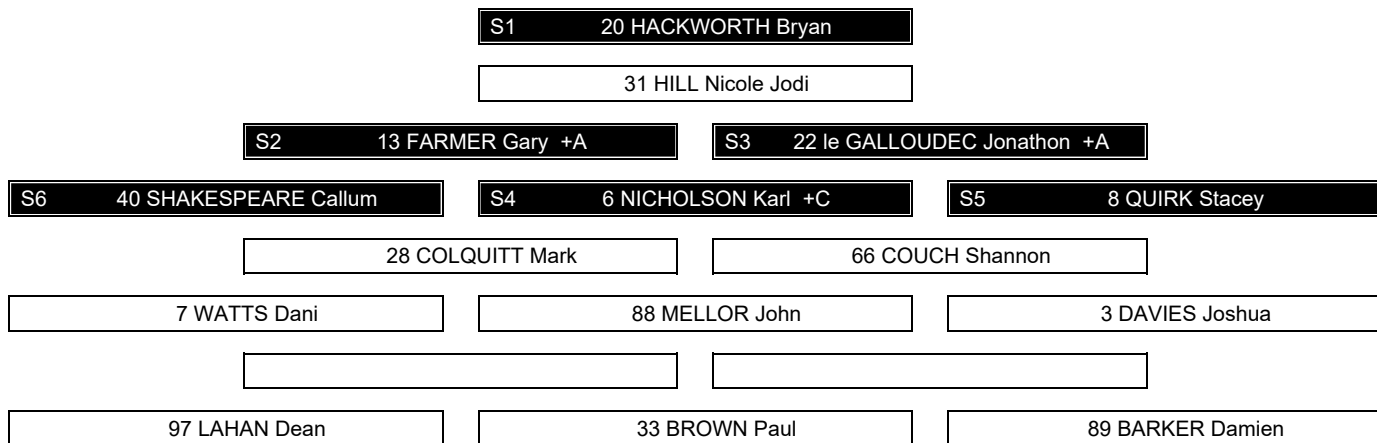 S1 20 HACKWORTH Bryan
31 HILL Nicole Jodi
S2 13 FARMER Gary +A S3 22 le GALLOUDEC Jonathon +A
S6 40 SHAKESPEARE Callum S4 6 NICHOLSON Karl +C S5 8 QUIRK Stacey
28 COLQUITT Mark 66 COUCH Shannon
7 WATTS Dani 88 MELLOR John 3 DAVIES Joshua
97 LAHAN Dean 33 BROWN Paul 89 BARKER Damien